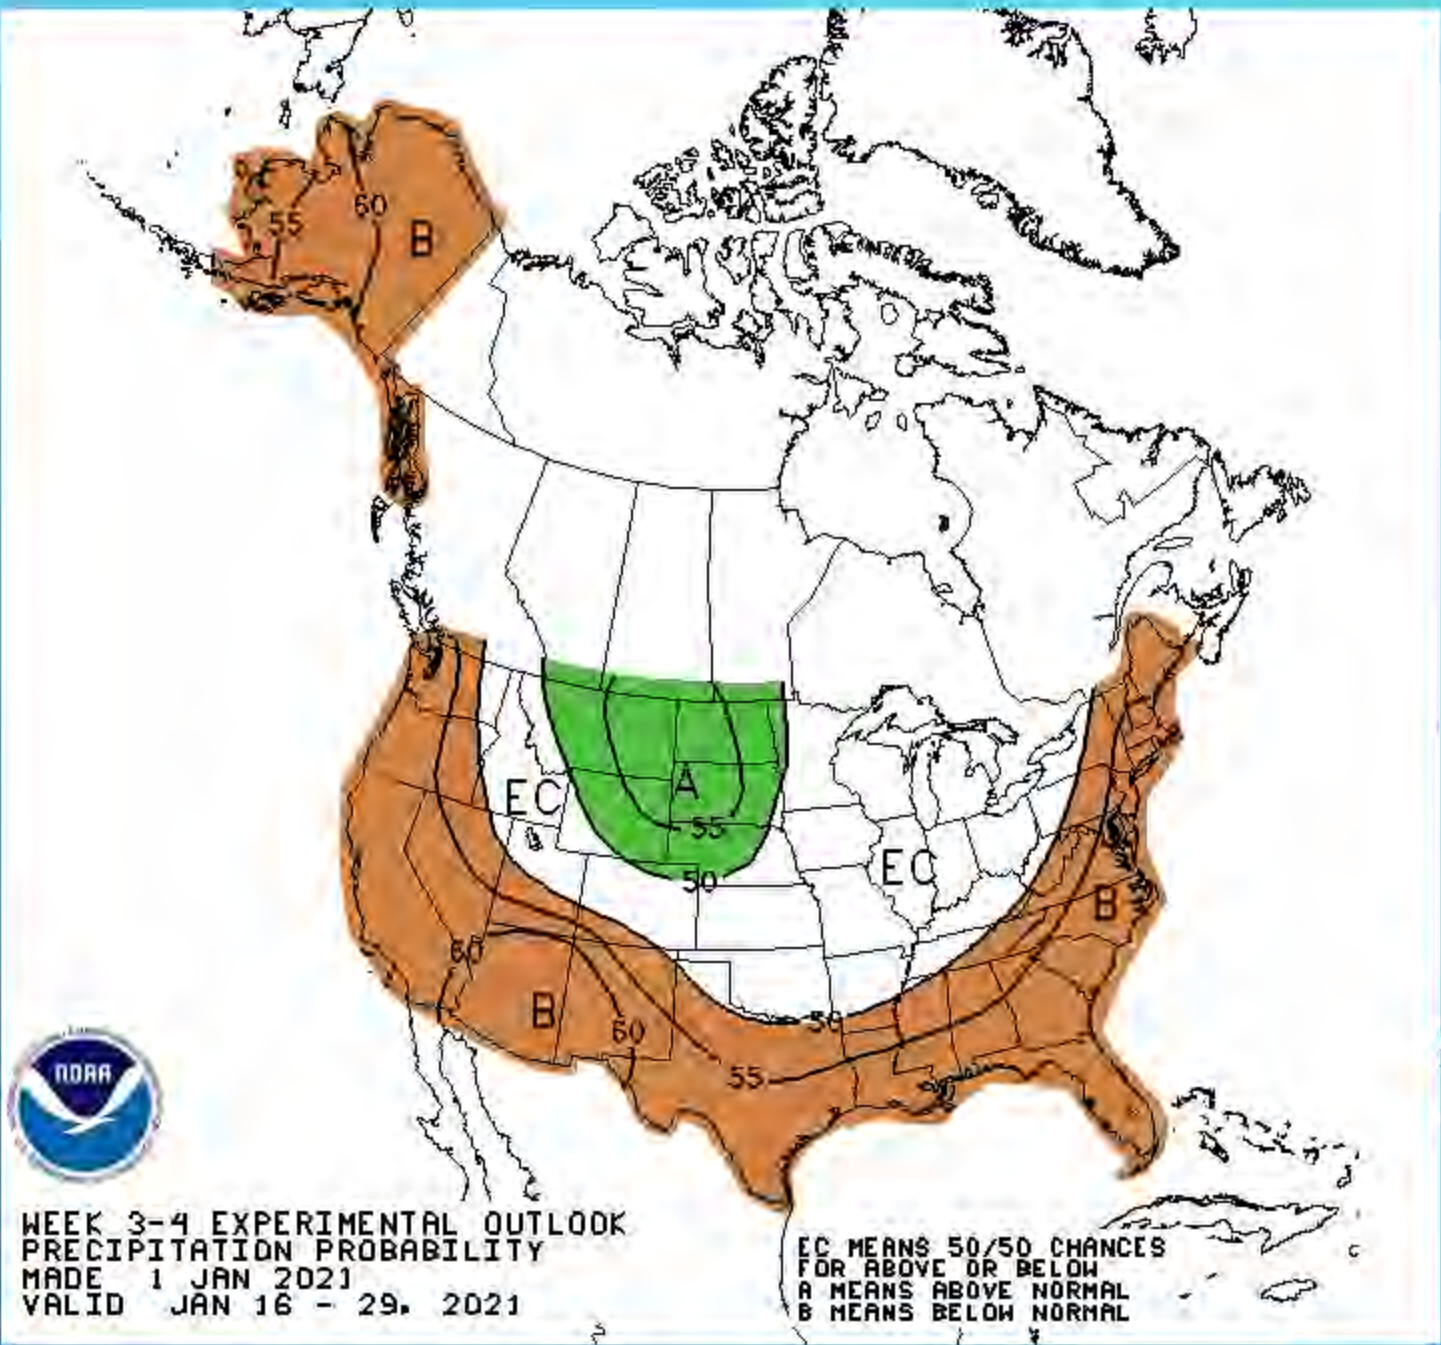 55
60
B
EC
A
55
50
EC
B
60
B
60
50
55
NOAA
WEEK 3-4 EXPERIMENTAL OUTLOOK
PRECIPITATION PROBABILITY
MADE 1 JAN 2021
VALID JAN 16 - 29, 2021
EC MEANS 50/50 CHANCES
FOR ABOVE OR BELOW
A MEANS ABOVE NORMAL
B MEANS BELOW NORMAL